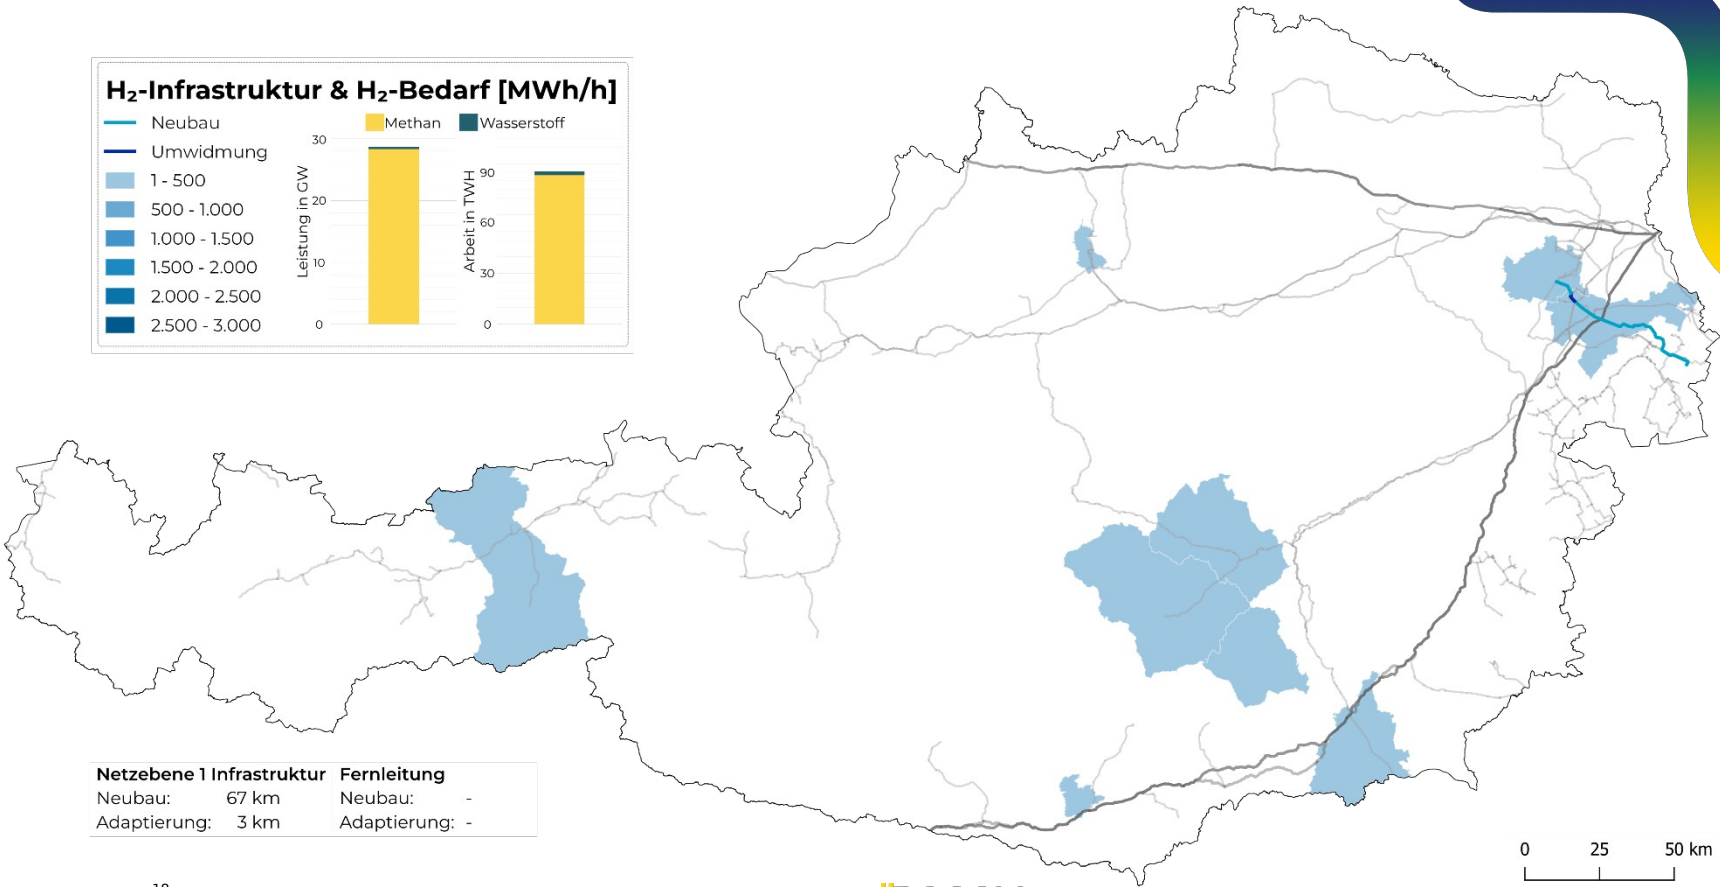 H₂-Infrastruktur & H₂-Bedarf [MWh/h]
Neubau
Umwidmung
1 - 500
500 - 1.000
1.000 - 1.500
1.500 - 2.000
2.000 - 2.500
2.500 - 3.000
Methan Wasserstoff
Leistung in GW
30
20
10
0
Arbeit in TWH
90
60
30
0
Netzebene 1 Infrastruktur Fernleitung
Neubau: 67 km Neubau: -
Adaptierung: 3 km Adaptierung: -
0 25 50 km